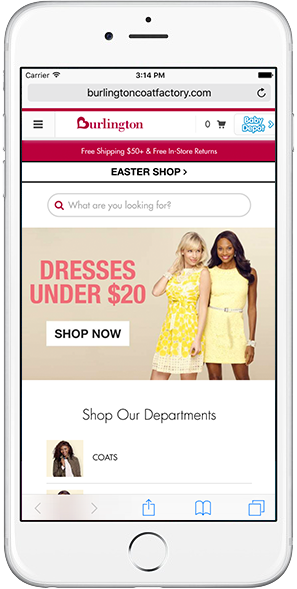 Carrier 3:14 PM
burlingtoncoatfactory.com
Burlington 0 Baby Depot
Free Shipping $50+ & Free In-Store Returns
EASTER SHOP >
What are you looking for?
DRESSES
UNDER $20
SHOP NOW
Shop Our Departments
COATS